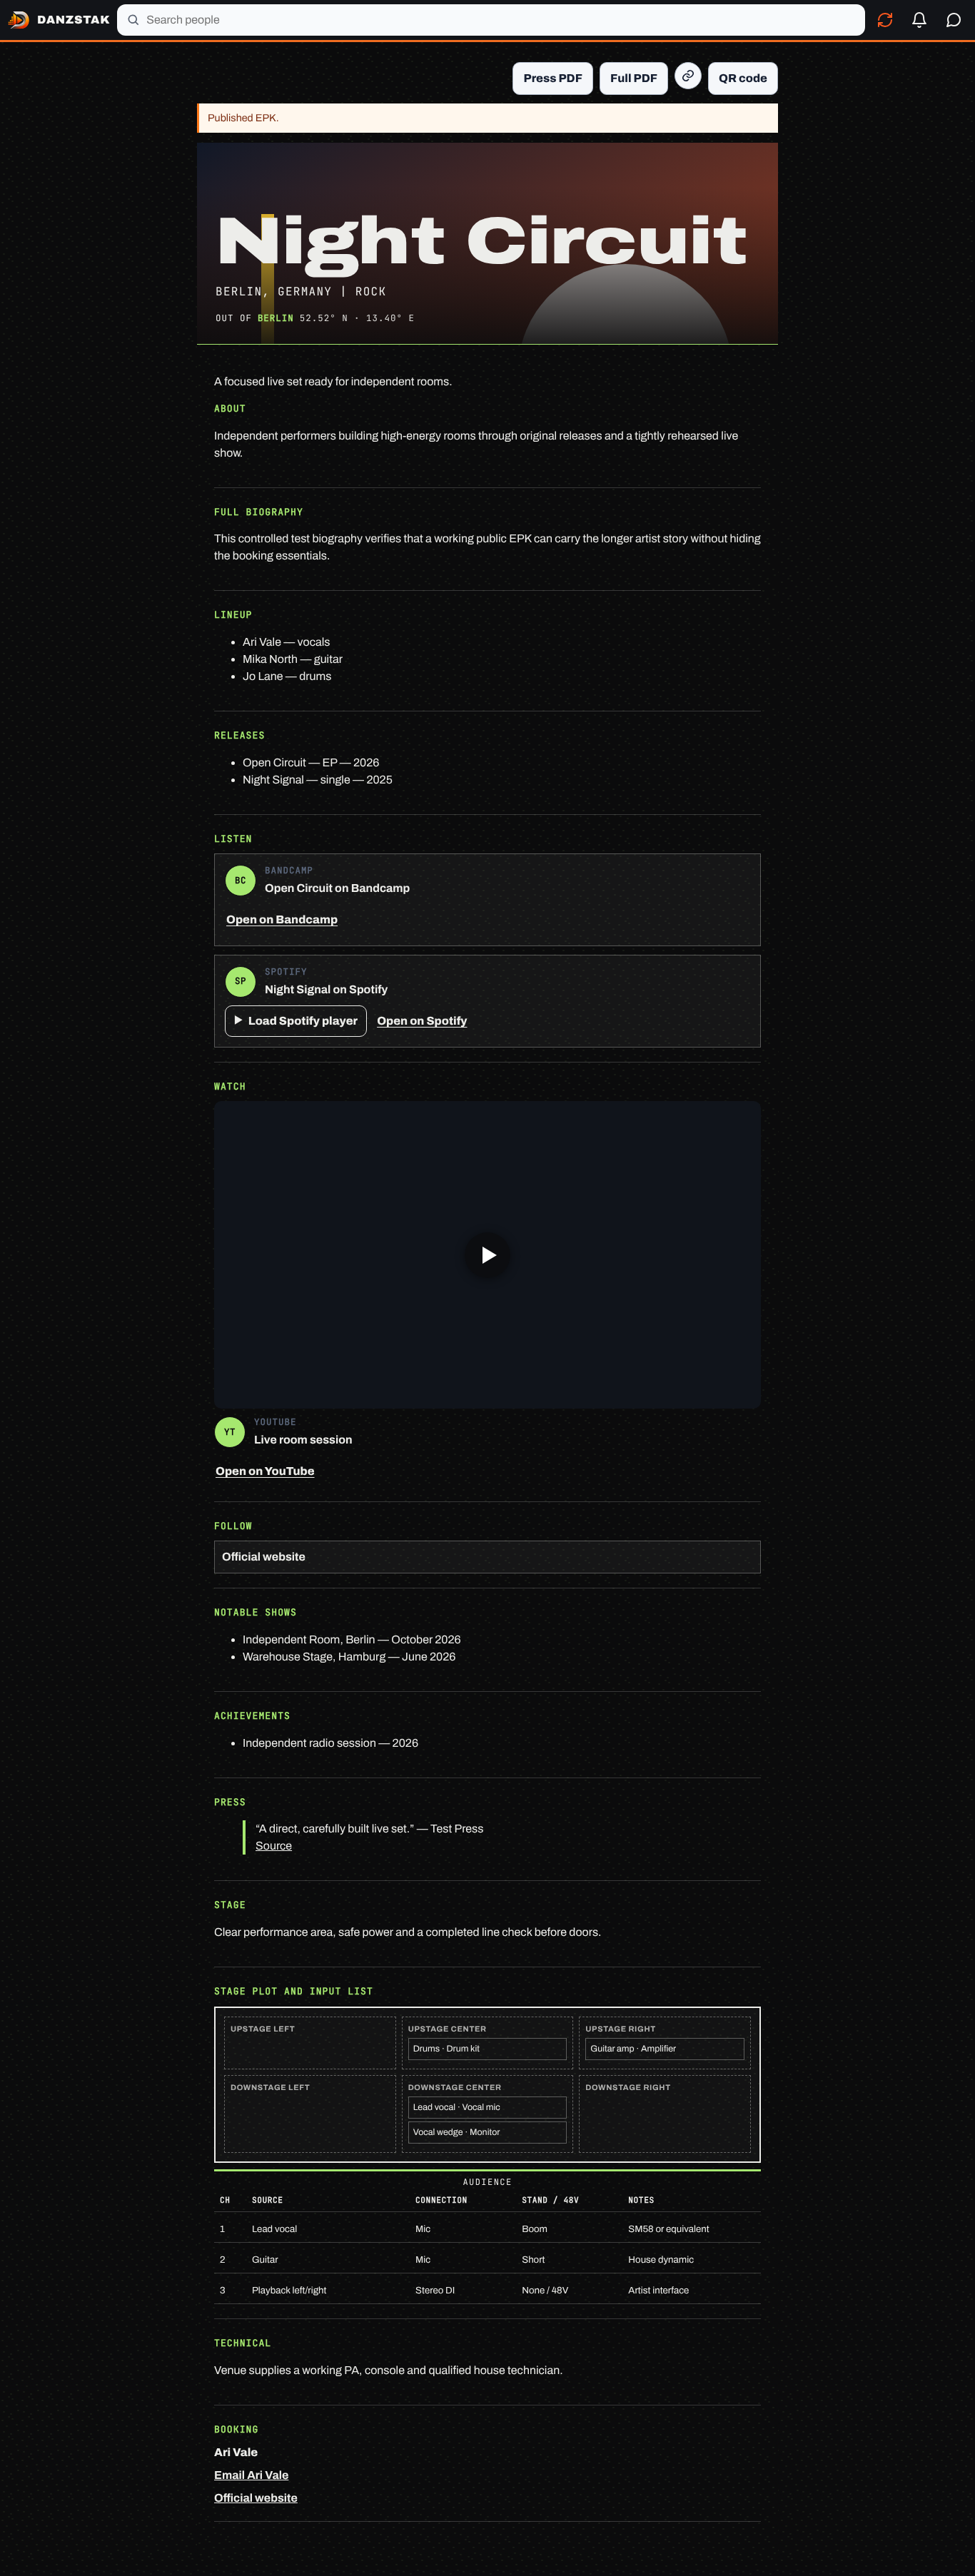 DANZSTAK
Search people
Press PDF
Full PDF
QR code
Published EPK.
Night Circuit
BERLIN, GERMANY | ROCK
OUT OF BERLIN 52.52° N · 13.40° E
A focused live set ready for independent rooms.
ABOUT
Independent performers building high-energy rooms through original releases and a tightly rehearsed live
show.
FULL BIOGRAPHY
This controlled test biography verifies that a working public EPK can carry the longer artist story without hiding
the booking essentials.
LINEUP
• Ari Vale — vocals
• Mika North — guitar
• Jo Lane — drums
RELEASES
• Open Circuit — EP — 2026
• Night Signal — single — 2025
LISTEN
BC
BANDCAMP
Open Circuit on Bandcamp
Open on Bandcamp
SP
SPOTIFY
Night Signal on Spotify
Load Spotify player
Open on Spotify
WATCH
YT
YOUTUBE
Live room session
Open on YouTube
FOLLOW
Official website
NOTABLE SHOWS
• Independent Room, Berlin — October 2026
• Warehouse Stage, Hamburg — June 2026
ACHIEVEMENTS
• Independent radio session — 2026
PRESS
“A direct, carefully built live set.” — Test Press
Source
STAGE
Clear performance area, safe power and a completed line check before doors.
STAGE PLOT AND INPUT LIST
UPSTAGE LEFT
UPSTAGE CENTER
Drums · Drum kit
UPSTAGE RIGHT
Guitar amp · Amplifier
DOWNSTAGE LEFT
DOWNSTAGE CENTER
Lead vocal · Vocal mic
Vocal wedge · Monitor
DOWNSTAGE RIGHT
AUDIENCE
CH SOURCE CONNECTION STAND / 48V NOTES
1 Lead vocal Mic Boom SM58 or equivalent
2 Guitar Mic Short House dynamic
3 Playback left/right Stereo DI None / 48V Artist interface
TECHNICAL
Venue supplies a working PA, console and qualified house technician.
BOOKING
Ari Vale
Email Ari Vale
Official website